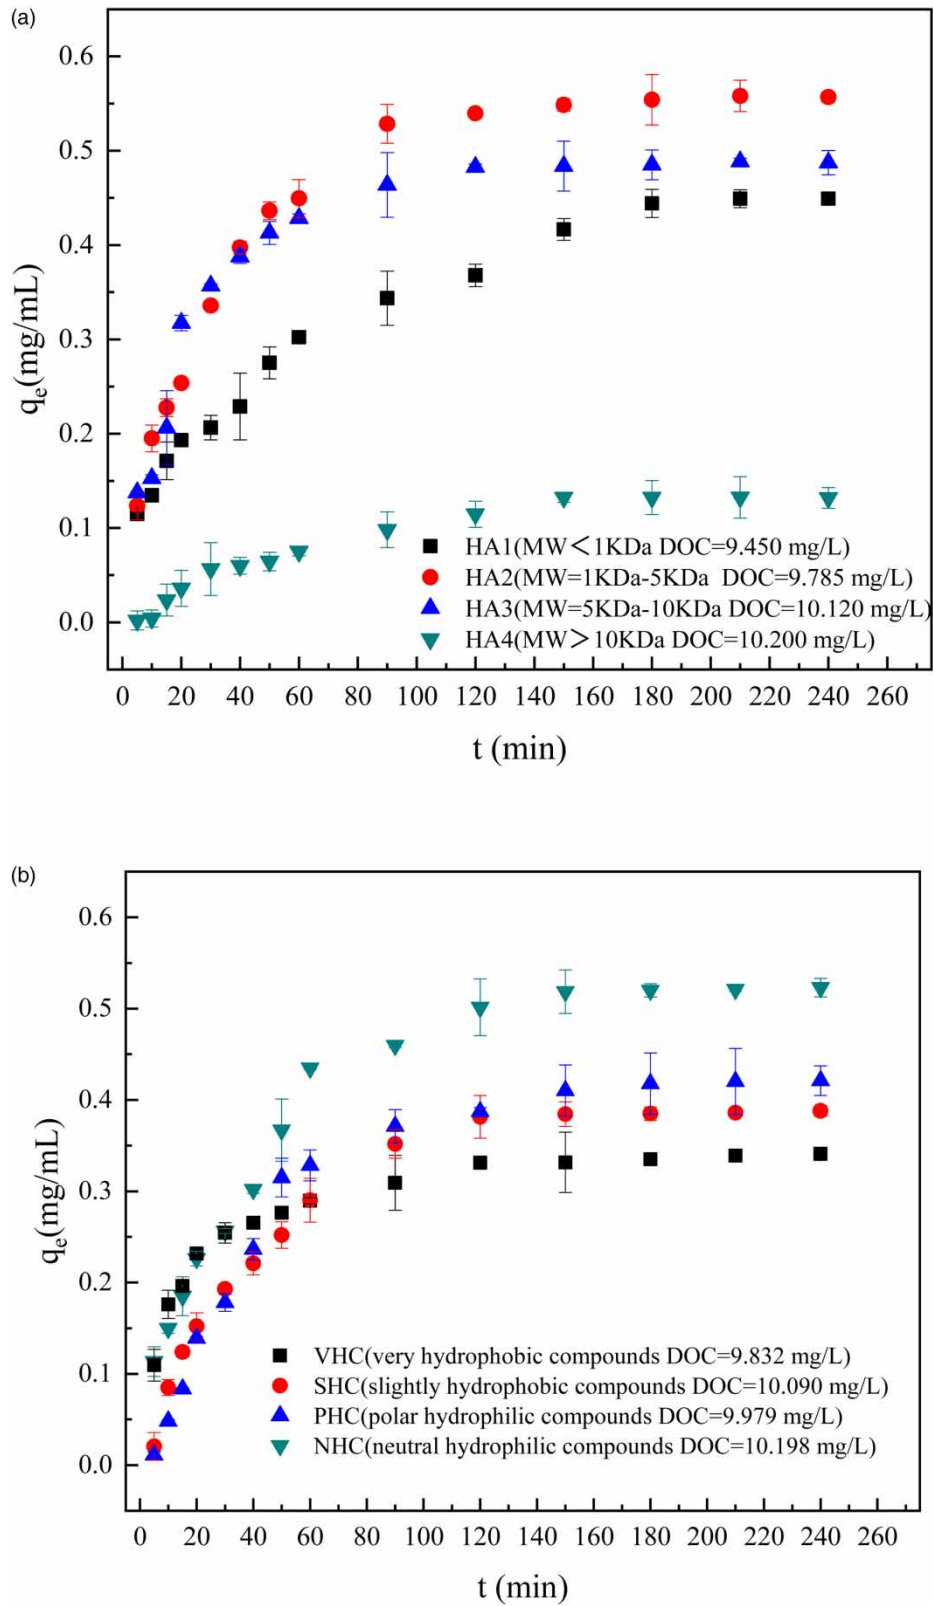 (a)
0.6
0.5
0.4
0.3
0.2
0.1
0.0
qe(mg/mL)
HA1(MW＜1KDa DOC=9.450 mg/L)
HA2(MW=1KDa-5KDa DOC=9.785 mg/L)
HA3(MW=5KDa-10KDa DOC=10.120 mg/L)
HA4(MW＞10KDa DOC=10.200 mg/L)
0 20 40 60 80 100 120 140 160 180 200 220 240 260
t (min)
(b)
0.6
0.5
0.4
0.3
0.2
0.1
0.0
qe(mg/mL)
VHC(very hydrophobic compounds DOC=9.832 mg/L)
SHC(slightly hydrophobic compounds DOC=10.090 mg/L)
PHC(polar hydrophilic compounds DOC=9.979 mg/L)
NHC(neutral hydrophilic compounds DOC=10.198 mg/L)
0 20 40 60 80 100 120 140 160 180 200 220 240 260
t (min)